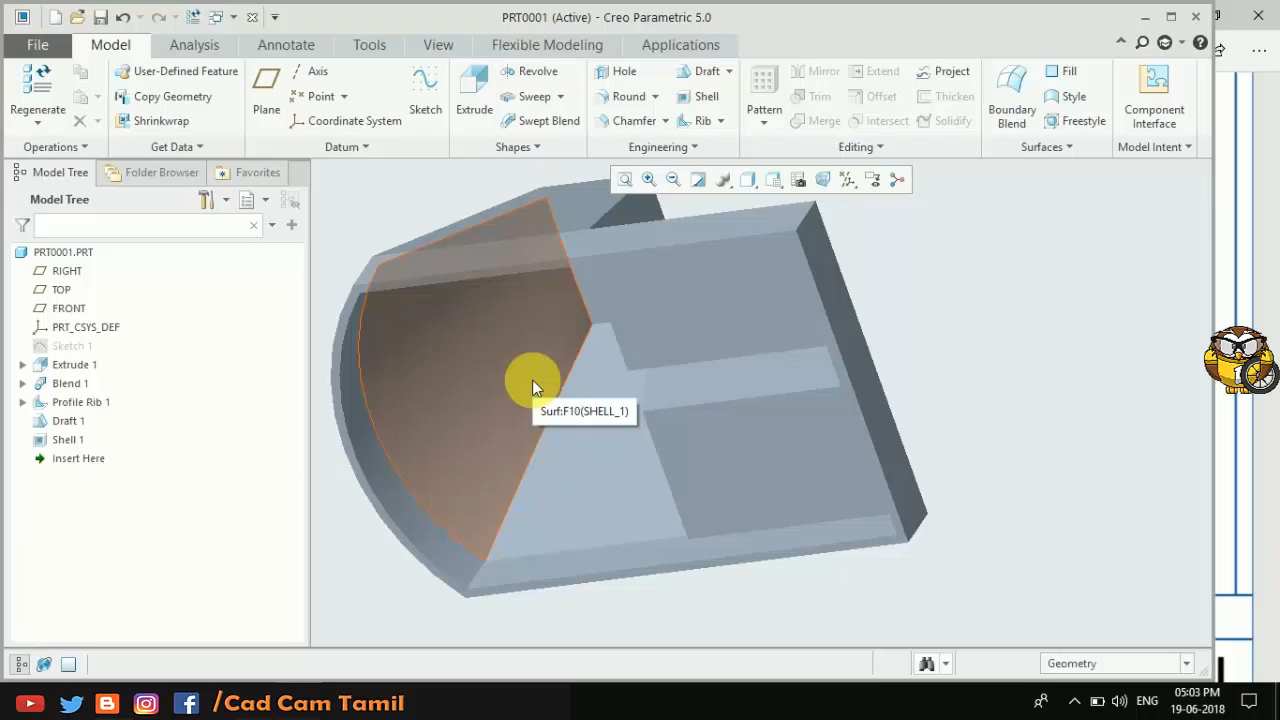 PRT0001 (Active) - Creo Parametric 5.0
File Model Analysis Annotate Tools View Flexible Modeling Applications
Regenerate
Operations
User-Defined Feature
Copy Geometry
Shrinkwrap
Get Data
Plane
Axis
Point
Coordinate System
Sketch
Datum
Extrude
Revolve
Sweep
Swept Blend
Shapes
Hole
Round
Chamfer
Draft
Shell
Rib
Engineering
Pattern
Mirror
Trim
Merge
Extend
Offset
Intersect
Project
Thicken
Solidify
Editing
Boundary
Blend
Fill
Style
Freestyle
Surfaces
Component
Interface
Model Intent
Model Tree Folder Browser Favorites
Model Tree
PRT0001.PRT
RIGHT
TOP
FRONT
PRT_CSYS_DEF
Sketch 1
Extrude 1
Blend 1
Profile Rib 1
Draft 1
Shell 1
Insert Here
Surf:F10(SHELL_1)
Geometry
/Cad Cam Tamil
ENG
05:03 PM
19-06-2018